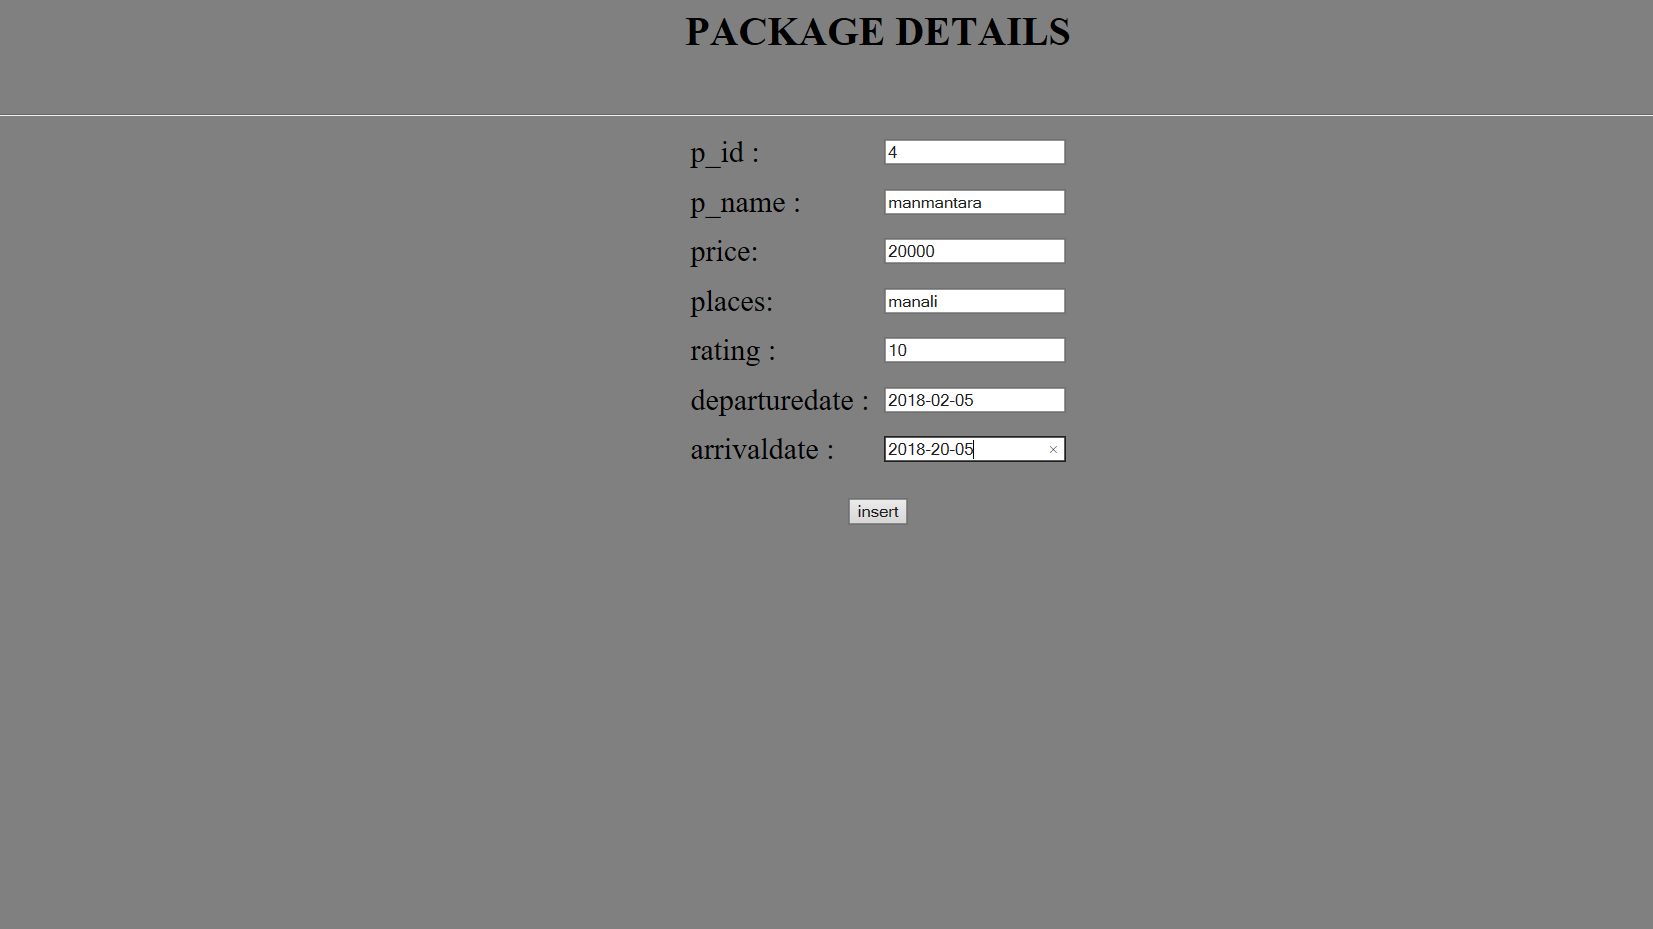 PACKAGE DETAILS
p_id : 4
p_name : manmantara
price: 20000
places: manali
rating : 10
departuredate : 2018-02-05
arrivaldate : 2018-20-05 ×
insert